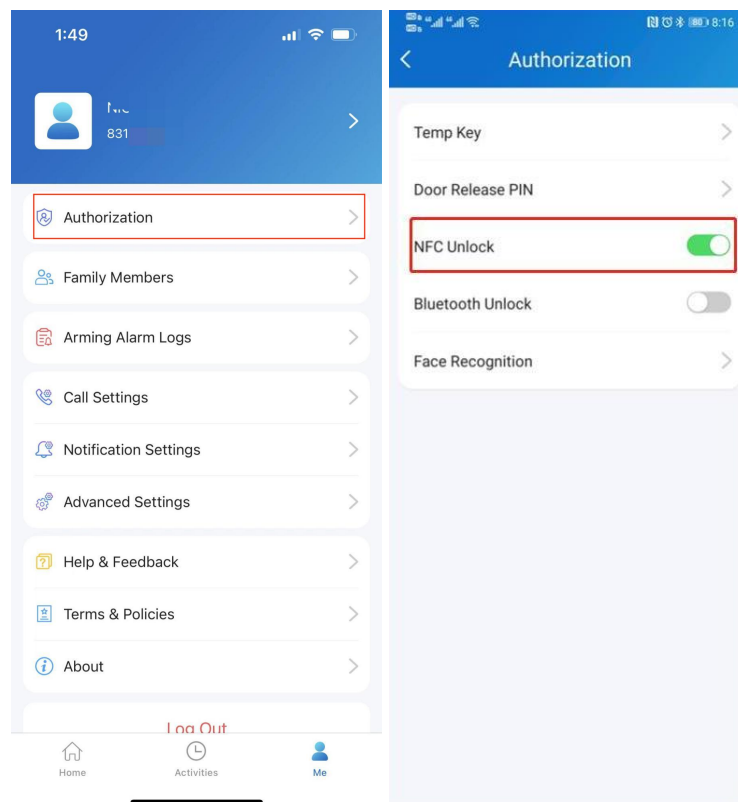 1:49
831
Authorization
Family Members
Arming Alarm Logs
Call Settings
Notification Settings
Advanced Settings
Help & Feedback
Terms & Policies
About
Log Out
Home
Activities
Me
80 8:16
Authorization
Temp Key
Door Release PIN
NFC Unlock
Bluetooth Unlock
Face Recognition